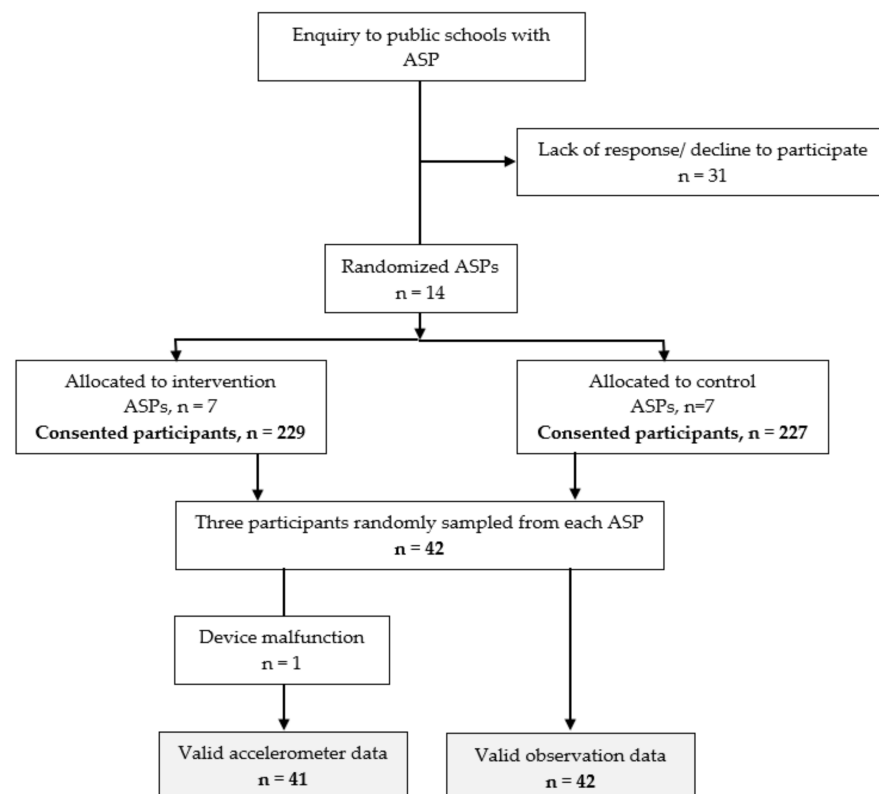 Enquiry to public schools with
ASP
Lack of response/ decline to participate
n = 31
Randomized ASPs
n = 14
Allocated to intervention
ASPs, n = 7
Consented participants, n = 229
Allocated to control
ASPs, n=7
Consented participants, n = 227
Three participants randomly sampled from each ASP
n = 42
Device malfunction
n = 1
Valid accelerometer data
n = 41
Valid observation data
n = 42